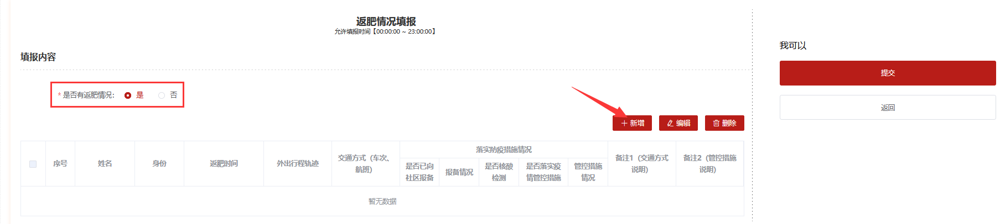 返肥情况填报
允许填报时间【00:00:00 ~ 23:00:00】
填报内容
* 是否有返肥情况： 是 否
新增 编辑 删除
序号
姓名
身份
返肥时间
外出行程轨迹
交通方式（车次、
航班）
落实防疫措施情况
是否已向
社区报备
报备情况
是否核酸
检测
是否落实疫
情管控措施
管控措施
情况
备注1（交通方式
说明）
备注2（管控措施
说明）
暂无数据
我可以
提交
返回